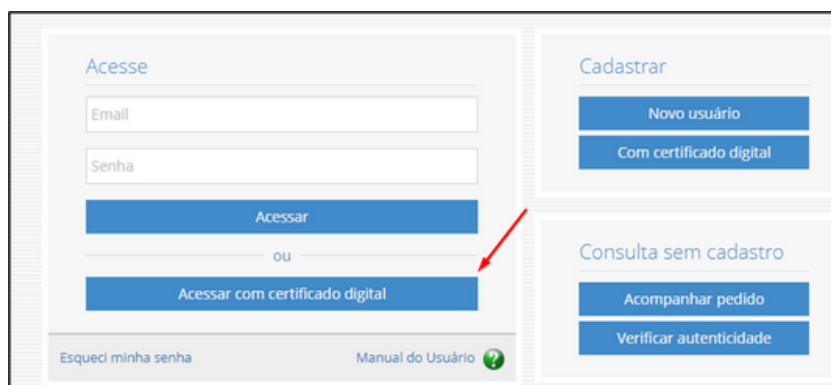 Acesse
Email
Senha
Acessar
ou
Acessar com certificado digital
Esqueci minha senha
Manual do Usuário ?
Cadastrar
Novo usuário
Com certificado digital
Consulta sem cadastro
Acompanhar pedido
Verificar autenticidade